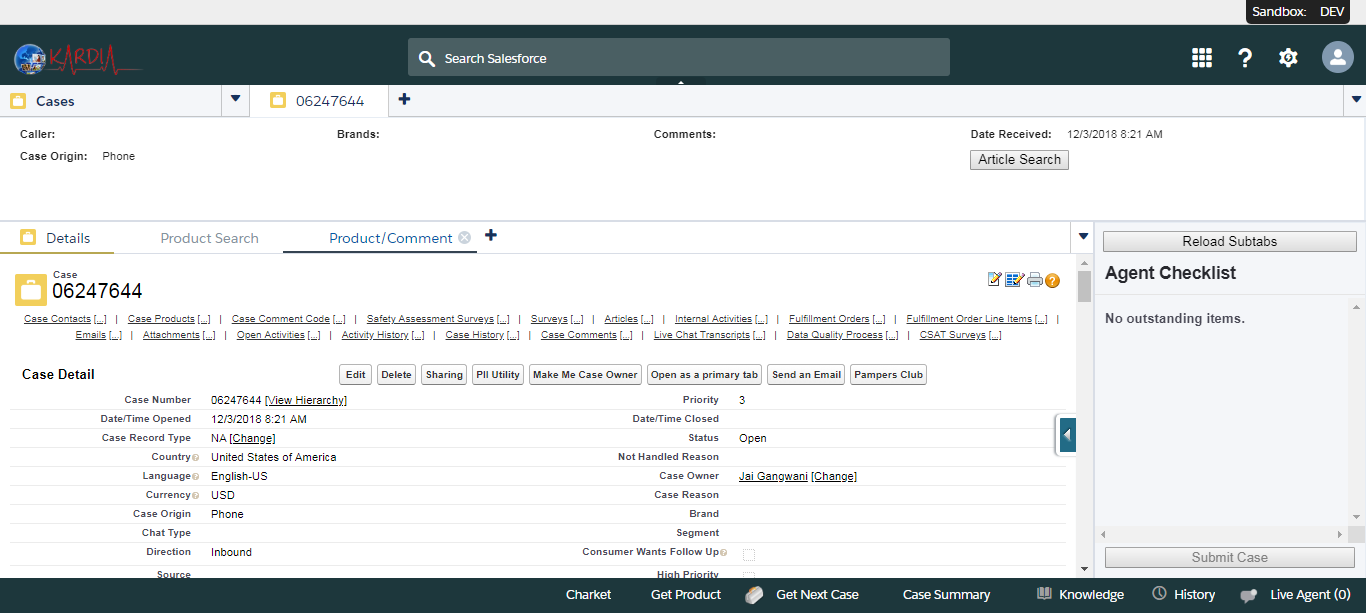 Sandbox: DEV
KARDIA
Search Salesforce
Cases 06247644
Caller: Brands: Comments: Date Received: 12/3/2018 8:21 AM
Case Origin: Phone Article Search
Details Product Search Product/Comment
Reload Subtabs
Agent Checklist
No outstanding items.
Submit Case
Case
06247644
Case Contacts [...] | Case Products [...] | Case Comment Code [...] | Safety Assessment Surveys [...] | Surveys [...] | Articles [...] | Internal Activities [...] | Fulfillment Orders [...] | Fulfillment Order Line Items [...] |
Emails [...] | Attachments [...] | Open Activities [...] | Activity History [...] | Case History [...] | Case Comments [...] | Live Chat Transcripts [...] | Data Quality Process [...] | CSAT Surveys [...]
Case Detail Edit Delete Sharing PII Utility Make Me Case Owner Open as a primary tab Send an Email Pampers Club
Case Number 06247644 [View Hierarchy] Priority 3
Date/Time Opened 12/3/2018 8:21 AM Date/Time Closed
Case Record Type NA [Change] Status Open
Country United States of America Not Handled Reason
Language English-US Case Owner Jai Gangwani [Change]
Currency USD Case Reason
Case Origin Phone Brand
Chat Type Segment
Direction Inbound Consumer Wants Follow Up
Source High Priority
Charket Get Product Get Next Case Case Summary Knowledge History Live Agent (0)